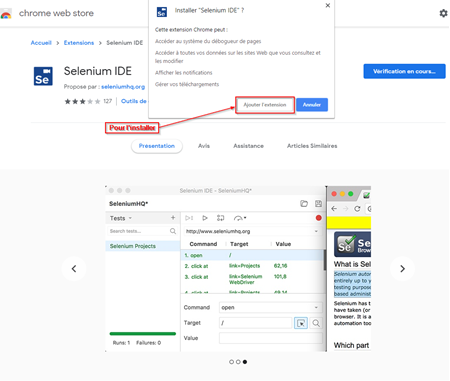 chrome web store
Installer "Selenium IDE" ?
Cette extension Chrome peut :
Accéder au système du débogueur de pages
Accéder à toutes vos données sur les sites Web que vous consultez et
les modifier
Afficher les notifications
Gérer vos téléchargements
Ajouter l'extension
Annuler
Accueil
Extensions
Selenium IDE
Se
Selenium IDE
Proposé par : seleniumhq.org
127
Outils de
Vérification en cours...
Pour l'installer
Présentation
Avis
Assistance
Articles Similaires
Selenium IDE - SeleniumHQ*
SeleniumHQ*
Tests
Search tests...
http://www.seleniumhq.org
Command Target Value
Selenium Projects
1. open /
2. click at link=Projects 62,16
3. click at link=Selenium WebDriver 101,8
4. click at link=Projects 49,14
Command open
Target /
Value
Runs: 1 Failures: 0
Se
Brows
What is Sel
Selenium autor
entirely up to y
testing purpose
based administ
Selenium has t
have taken (or
browser. It is a
automation too
Which part